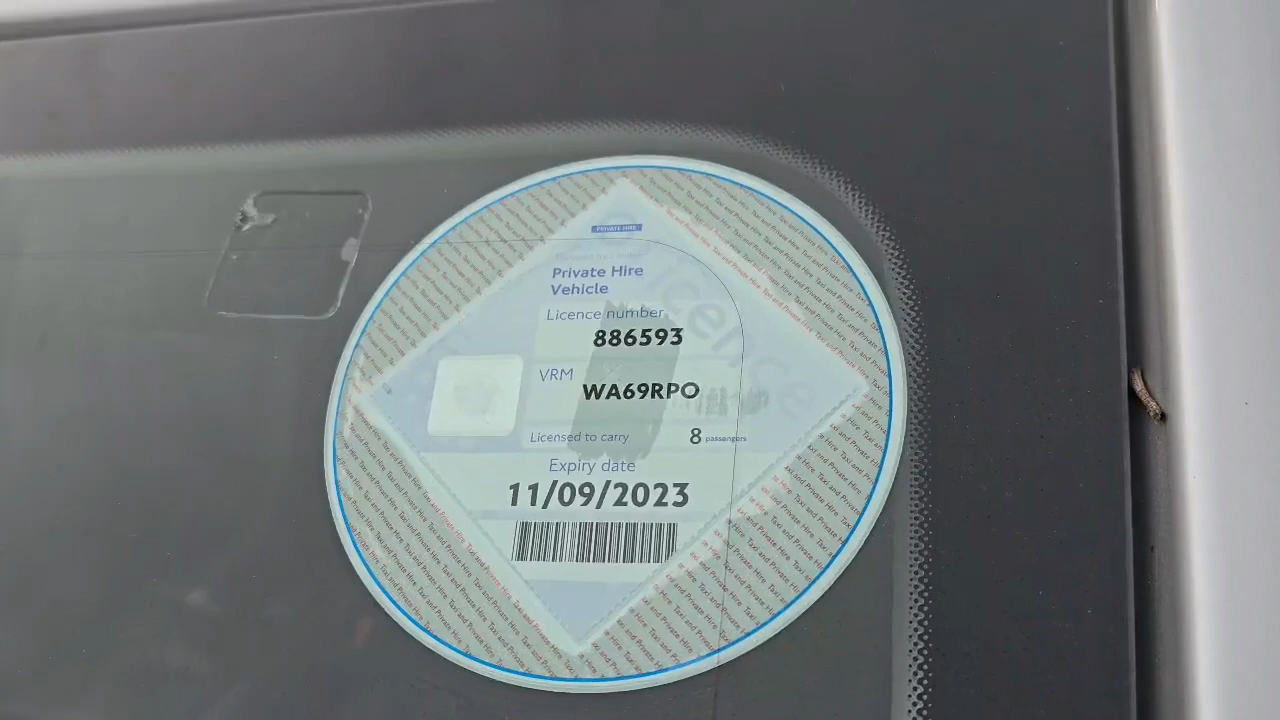 PRIVATE HIRE
Private Hire
Vehicle
Licence number
886593
VRM
WA69RPO
Licensed to carry 8 passengers
Expiry date
11/09/2023